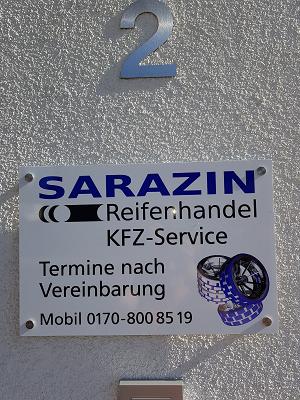 2
SARAZIN
Reifenhandel
KFZ-Service
Termine nach
Vereinbarung
Mobil 0170-800 85 19